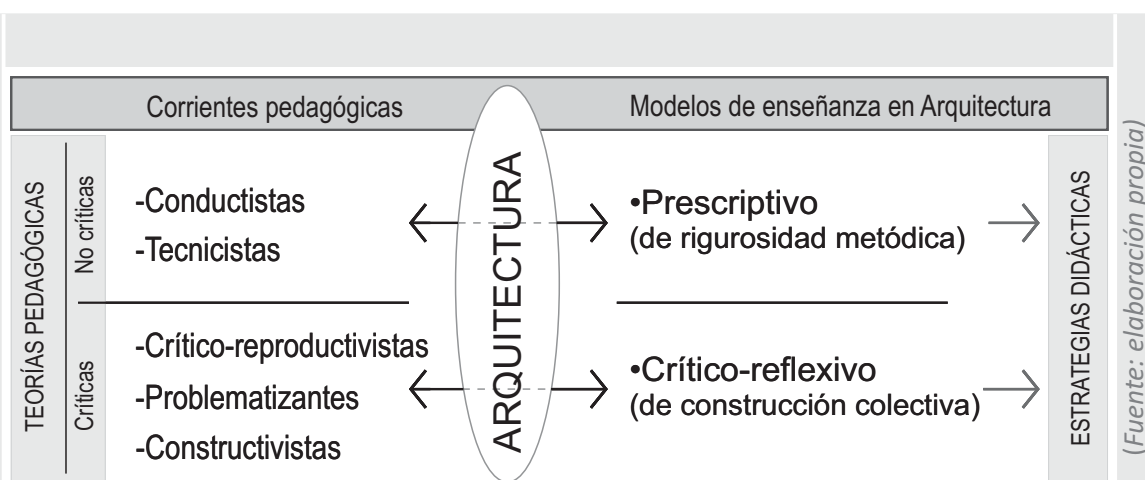 Corrientes pedagógicas
Modelos de enseñanza en Arquitectura
TEORÍAS PEDAGÓGICAS
No críticas
-Conductistas
-Tecnicistas
Críticas
-Crítico-reproductivistas
-Problematizantes
-Constructivistas
ARQUITECTURA
•Prescriptivo
(de rigurosidad metódica)
•Crítico-reflexivo
(de construcción colectiva)
ESTRATEGIAS DIDÁCTICAS
(Fuente: elaboración propia)